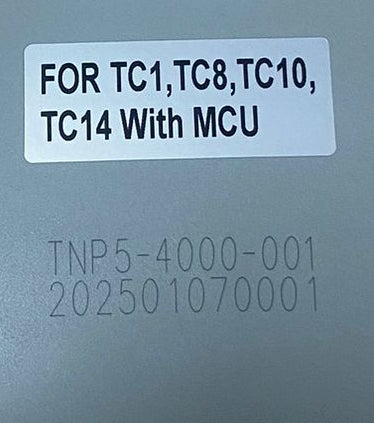 FOR TC1,TC8,TC10,
TC14 With MCU
TNP5-4000-001
202501070001